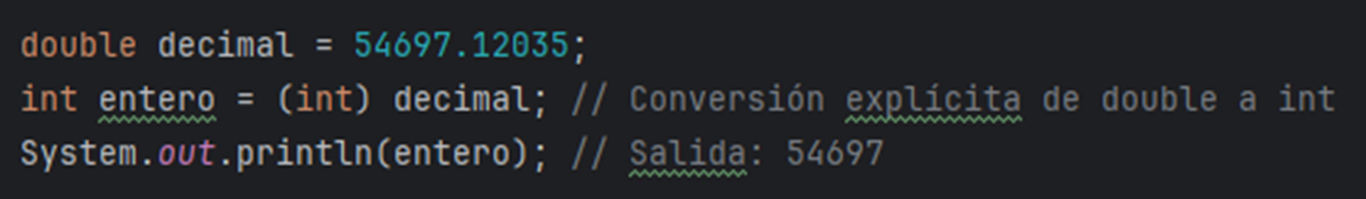 double decimal = 54697.12035;
int entero = (int) decimal; // Conversión explícita de double a int
System.out.println(entero); // Salida: 54697